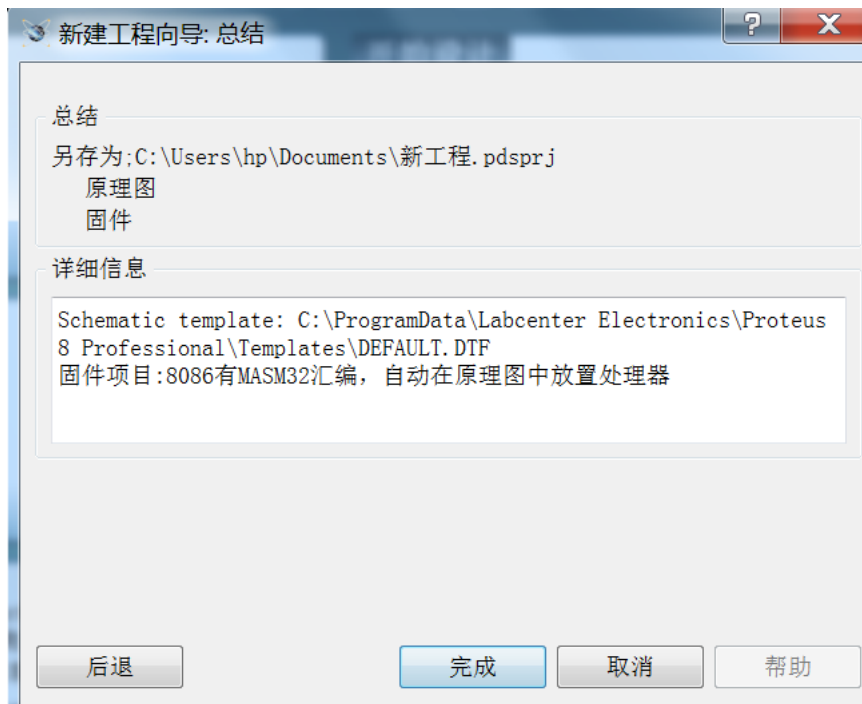 新建工程向导: 总结
总结
另存为;C:\Users\hp\Documents\新工程.pdsprj
原理图
固件
详细信息
Schematic template: C:\ProgramData\Labcenter Electronics\Proteus
8 Professional\Templates\DEFAULT.DTF
固件项目:8086有MASM32汇编, 自动在原理图中放置处理器
后退
完成
取消
帮助